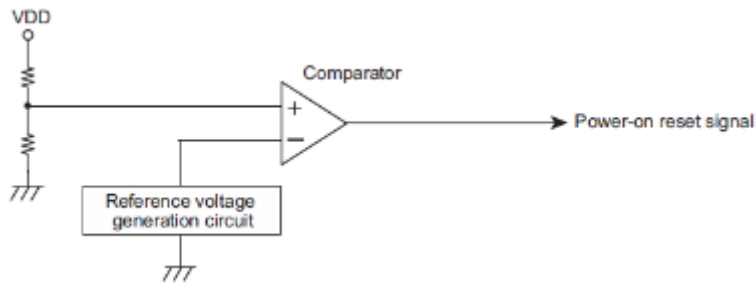 VDD
Comparator
+
−
Power-on reset signal
Reference voltage
generation circuit